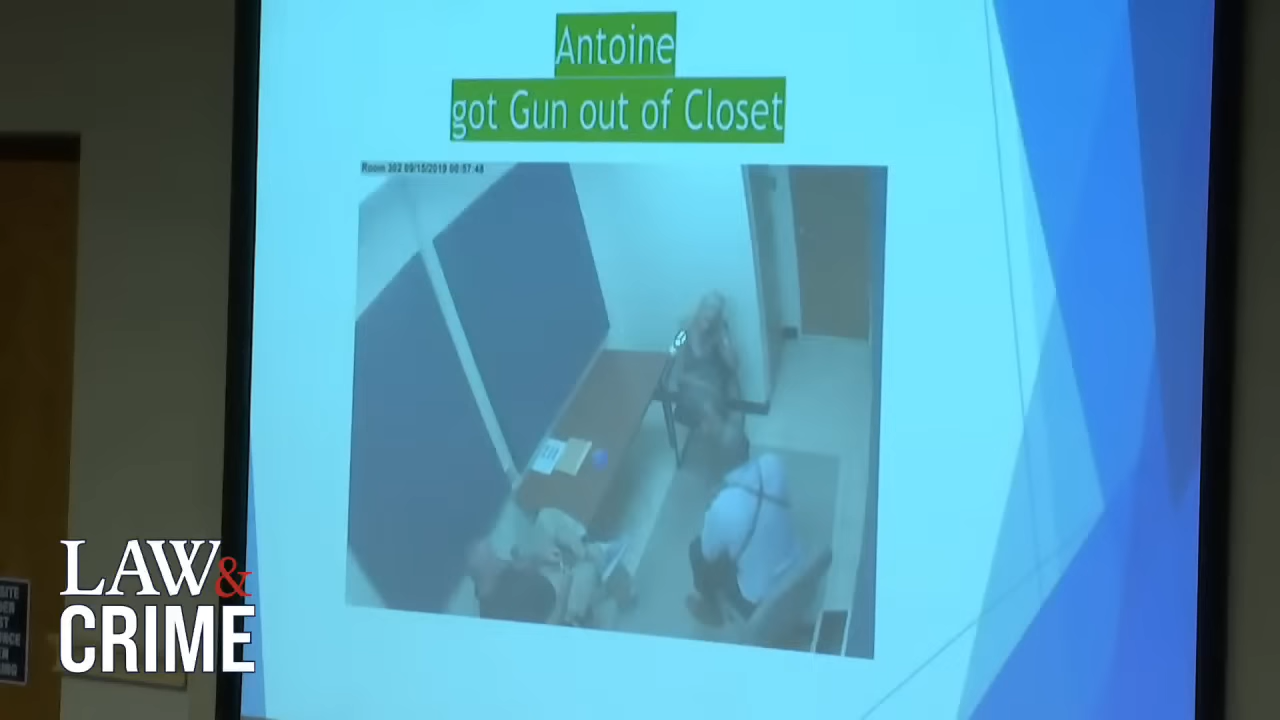 Antoine
got Gun out of Closet
Room 302 09/15/2019 00:57:48
LAW&
CRIME